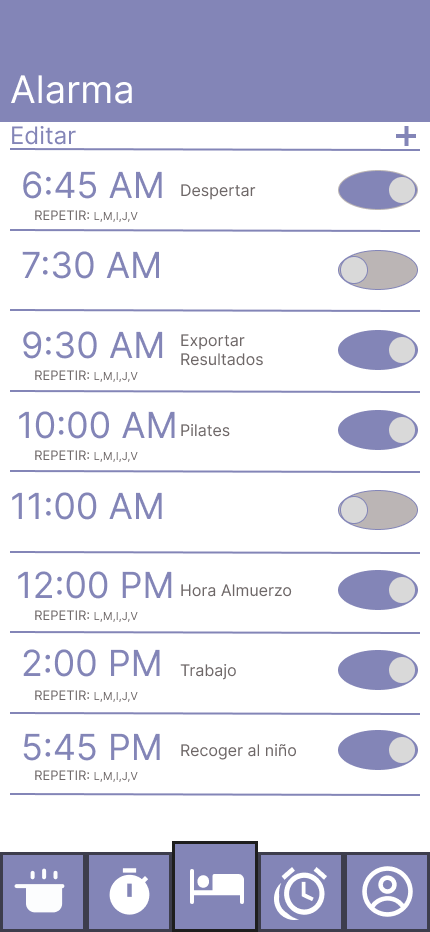 Alarma
Editar +
6:45 AM Despertar
REPETIR: L,M,I,J,V
7:30 AM
9:30 AM Exportar
Resultados
REPETIR: L,M,I,J,V
10:00 AM Pilates
REPETIR: L,M,I,J,V
11:00 AM
12:00 PM Hora Almuerzo
REPETIR: L,M,I,J,V
2:00 PM Trabajo
REPETIR: L,M,I,J,V
5:45 PM Recoger al niño
REPETIR: L,M,I,J,V